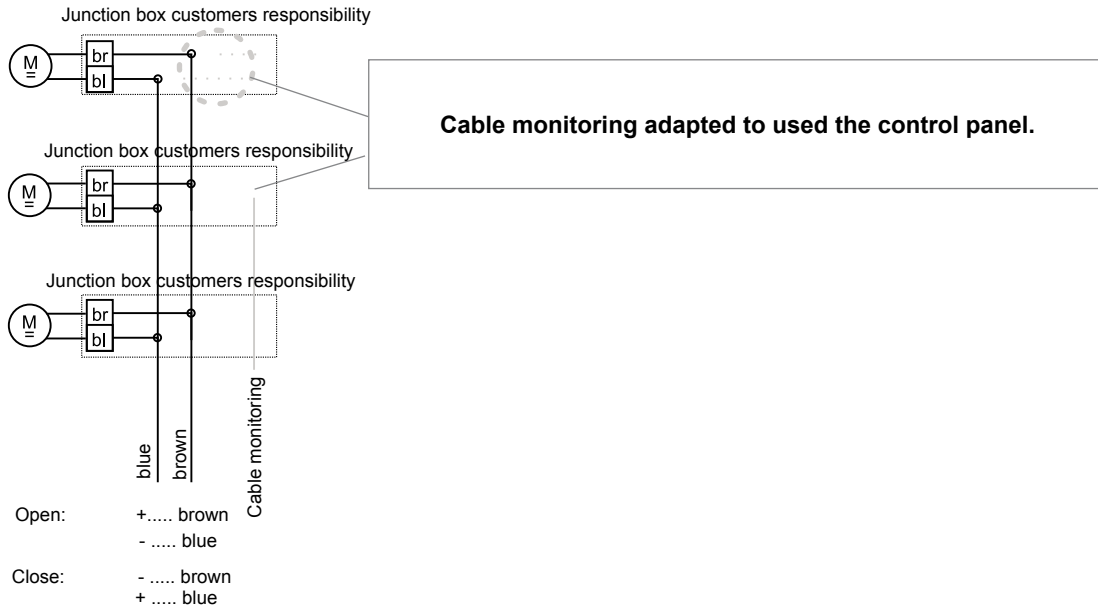 Junction box customers responsibility
M
=
br
bl
Cable monitoring adapted to used the control panel.
Junction box customers responsibility
M
=
br
bl
Junction box customers responsibility
M
=
br
bl
blue
brown
Cable monitoring
Open: +..... brown
- ..... blue
Close: - ..... brown
+ ..... blue